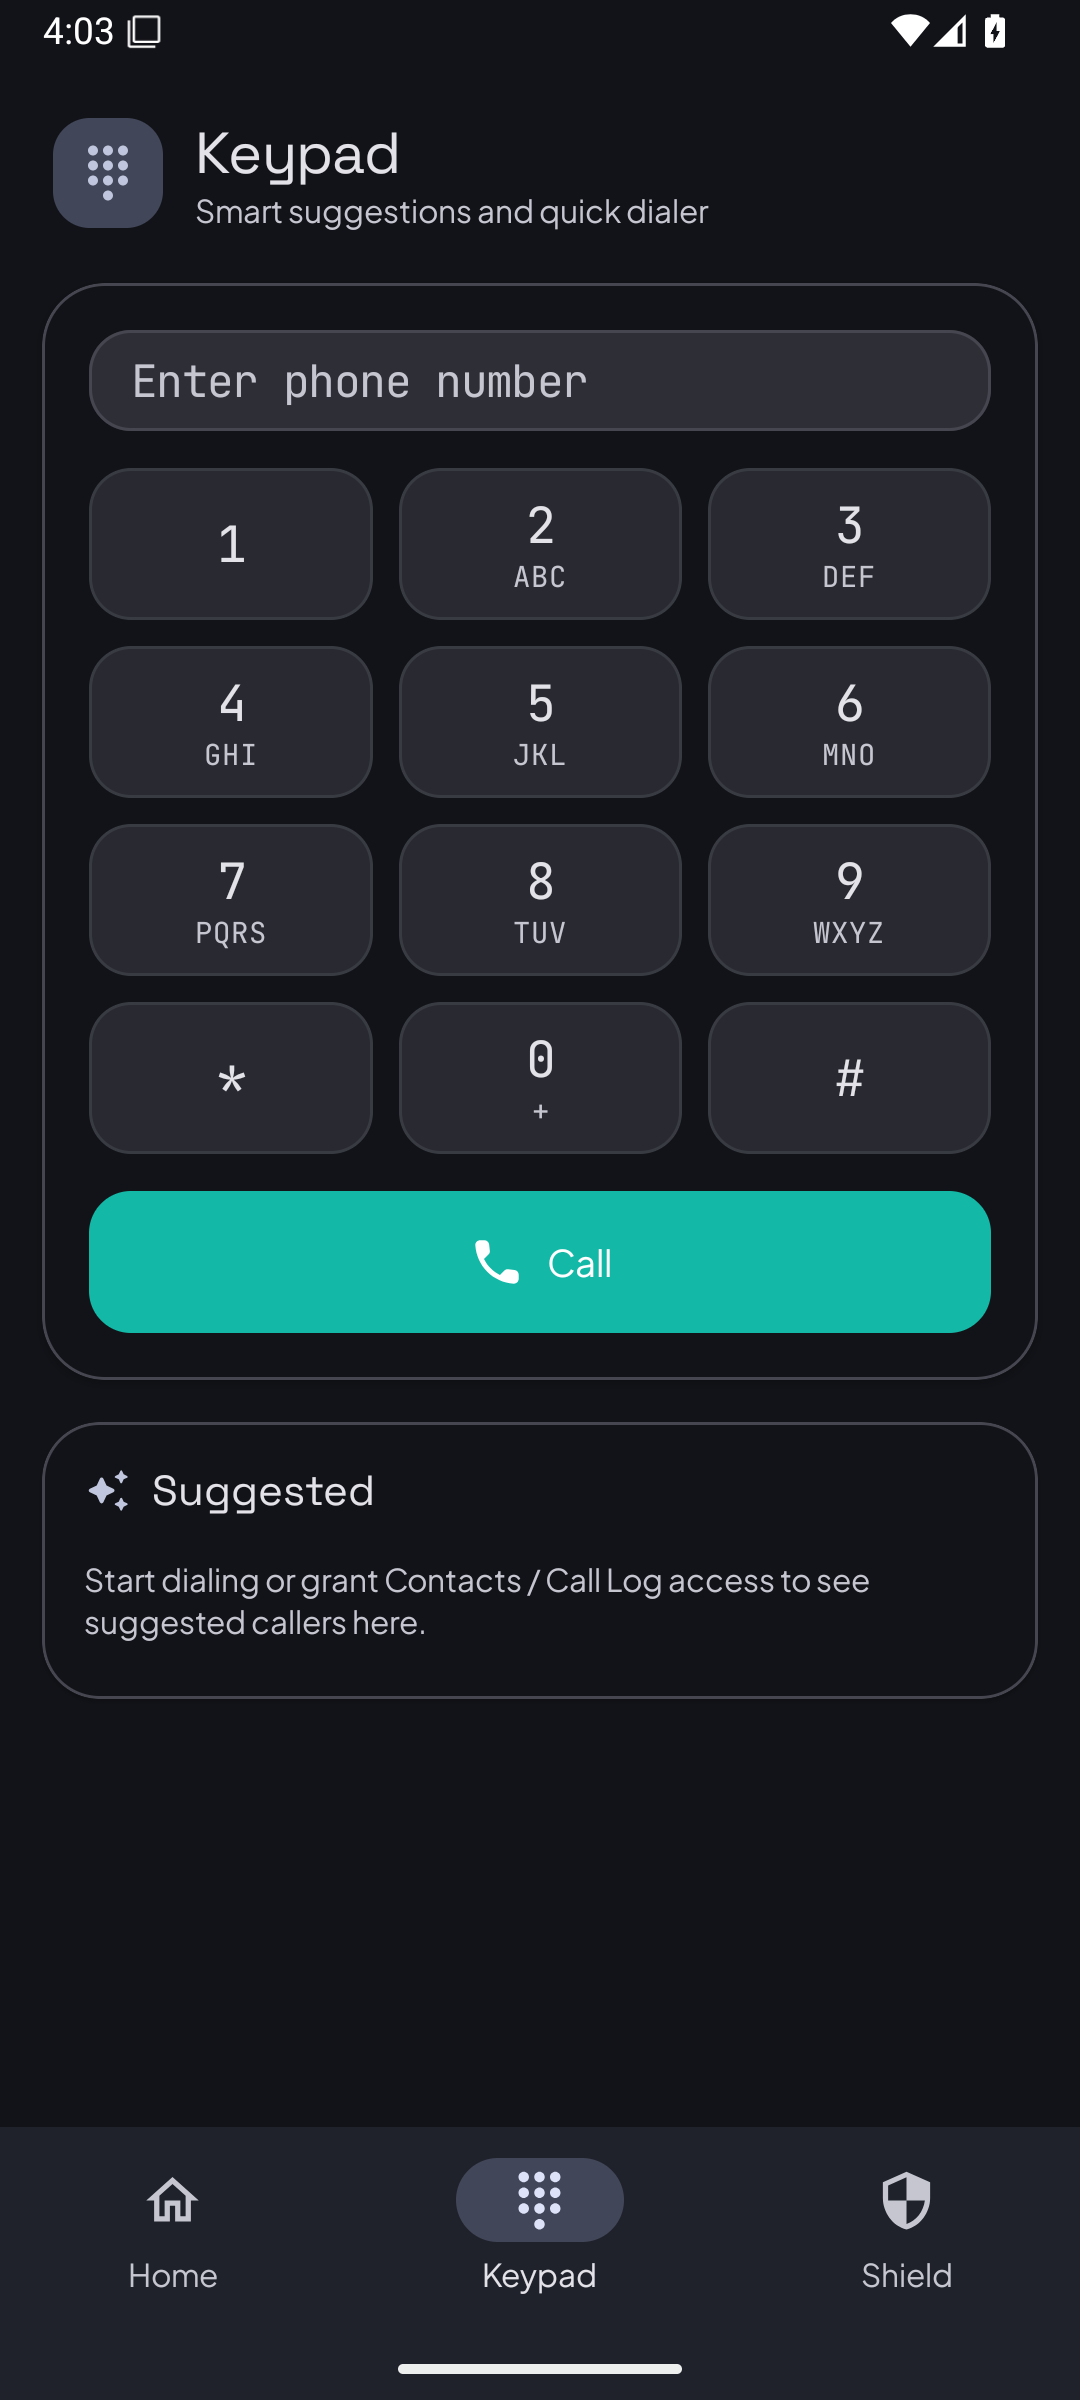 4:03
Keypad
Smart suggestions and quick dialer
Enter phone number
1
2
ABC
3
DEF
4
GHI
5
JKL
6
MNO
7
PQRS
8
TUV
9
WXYZ
*
0
+
#
Call
Suggested
Start dialing or grant Contacts / Call Log access to see
suggested callers here.
Home
Keypad
Shield